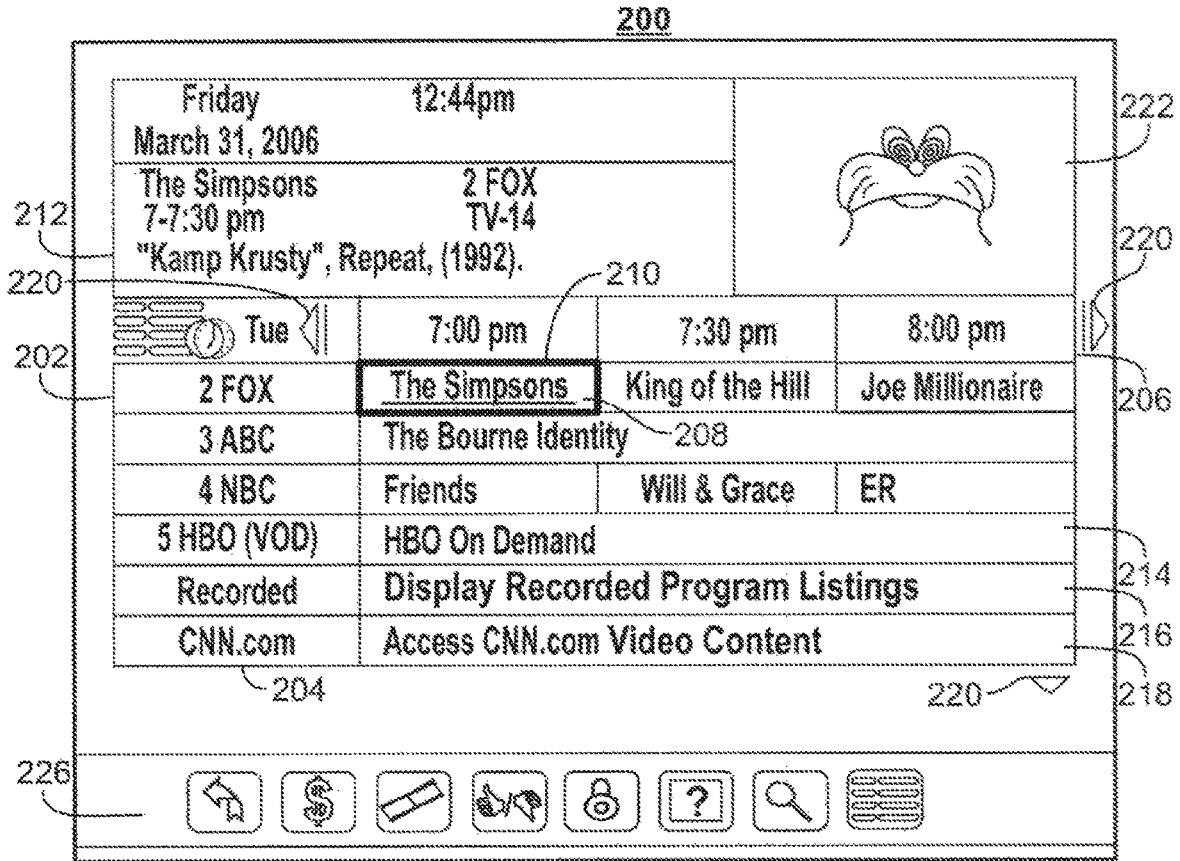 200
Friday 12:44pm
March 31, 2006
222
The Simpsons 2 FOX
7-7:30 pm TV-14
212
"Kamp Krusty", Repeat, (1992).
220
210
220
Tue 7:00 pm 7:30 pm 8:00 pm
202
2 FOX The Simpsons King of the Hill Joe Millionaire
206
3 ABC The Bourne Identity
208
4 NBC Friends Will & Grace ER
5 HBO (VOD) HBO On Demand
214
Recorded Display Recorded Program Listings
216
CNN.com Access CNN.com Video Content
204
220
218
226
$ ?